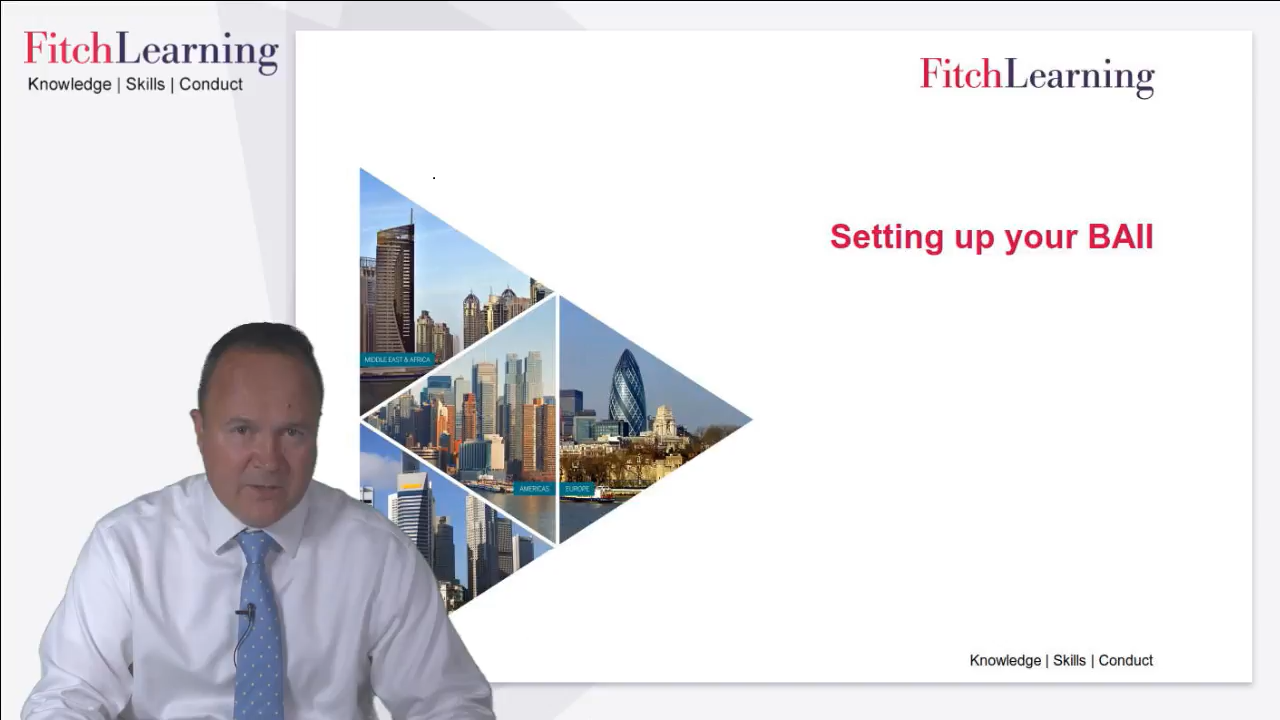 FitchLearning
Knowledge | Skills | Conduct
FitchLearning
Setting up your BAII
MIDDLE EAST & AFRICA
AMERICAS
EUROPE
Knowledge | Skills | Conduct